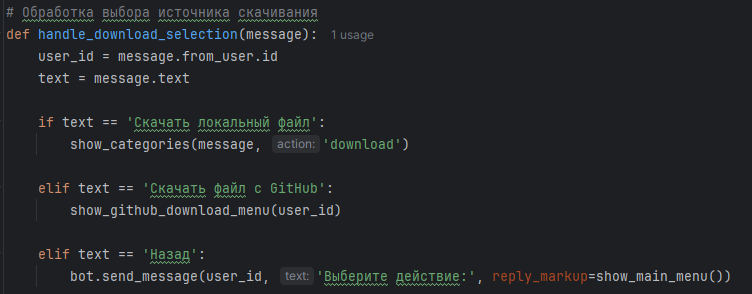 # Обработка выбора источника скачивания
def handle_download_selection(message): 1 usage
    user_id = message.from_user.id
    text = message.text

    if text == 'Скачать локальный файл':
        show_categories(message, action: 'download')

    elif text == 'Скачать файл с GitHub':
        show_github_download_menu(user_id)

    elif text == 'Назад':
        bot.send_message(user_id, text: 'Выберите действие:', reply_markup=show_main_menu())